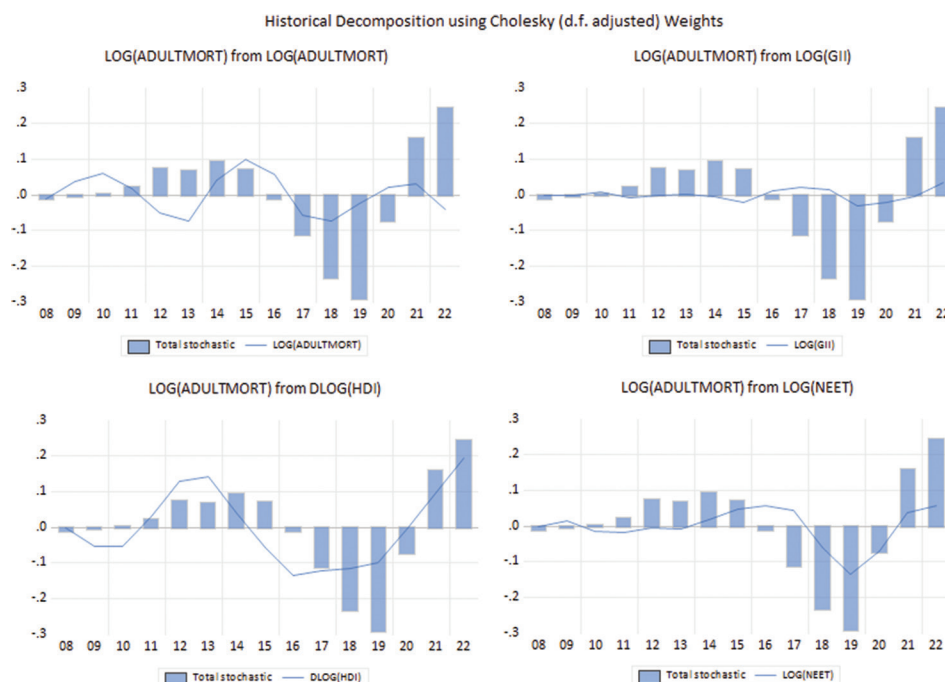 Historical Decomposition using Cholesky (d.f. adjusted) Weights
LOG(ADULTMORT) from LOG(ADULTMORT)
.3
.2
.1
.0
-.1
-.2
-.3
08 09 10 11 12 13 14 15 16 17 18 19 20 21 22
Total stochastic LOG(ADULTMORT)
LOG(ADULTMORT) from LOG(GII)
.3
.2
.1
.0
-.1
-.2
-.3
08 09 10 11 12 13 14 15 16 17 18 19 20 21 22
Total stochastic LOG(GII)
LOG(ADULTMORT) from DLOG(HDI)
.3
.2
.1
.0
-.1
-.2
-.3
08 09 10 11 12 13 14 15 16 17 18 19 20 21 22
Total stochastic DLOG(HDI)
LOG(ADULTMORT) from LOG(NEET)
.3
.2
.1
.0
-.1
-.2
-.3
08 09 10 11 12 13 14 15 16 17 18 19 20 21 22
Total stochastic LOG(NEET)